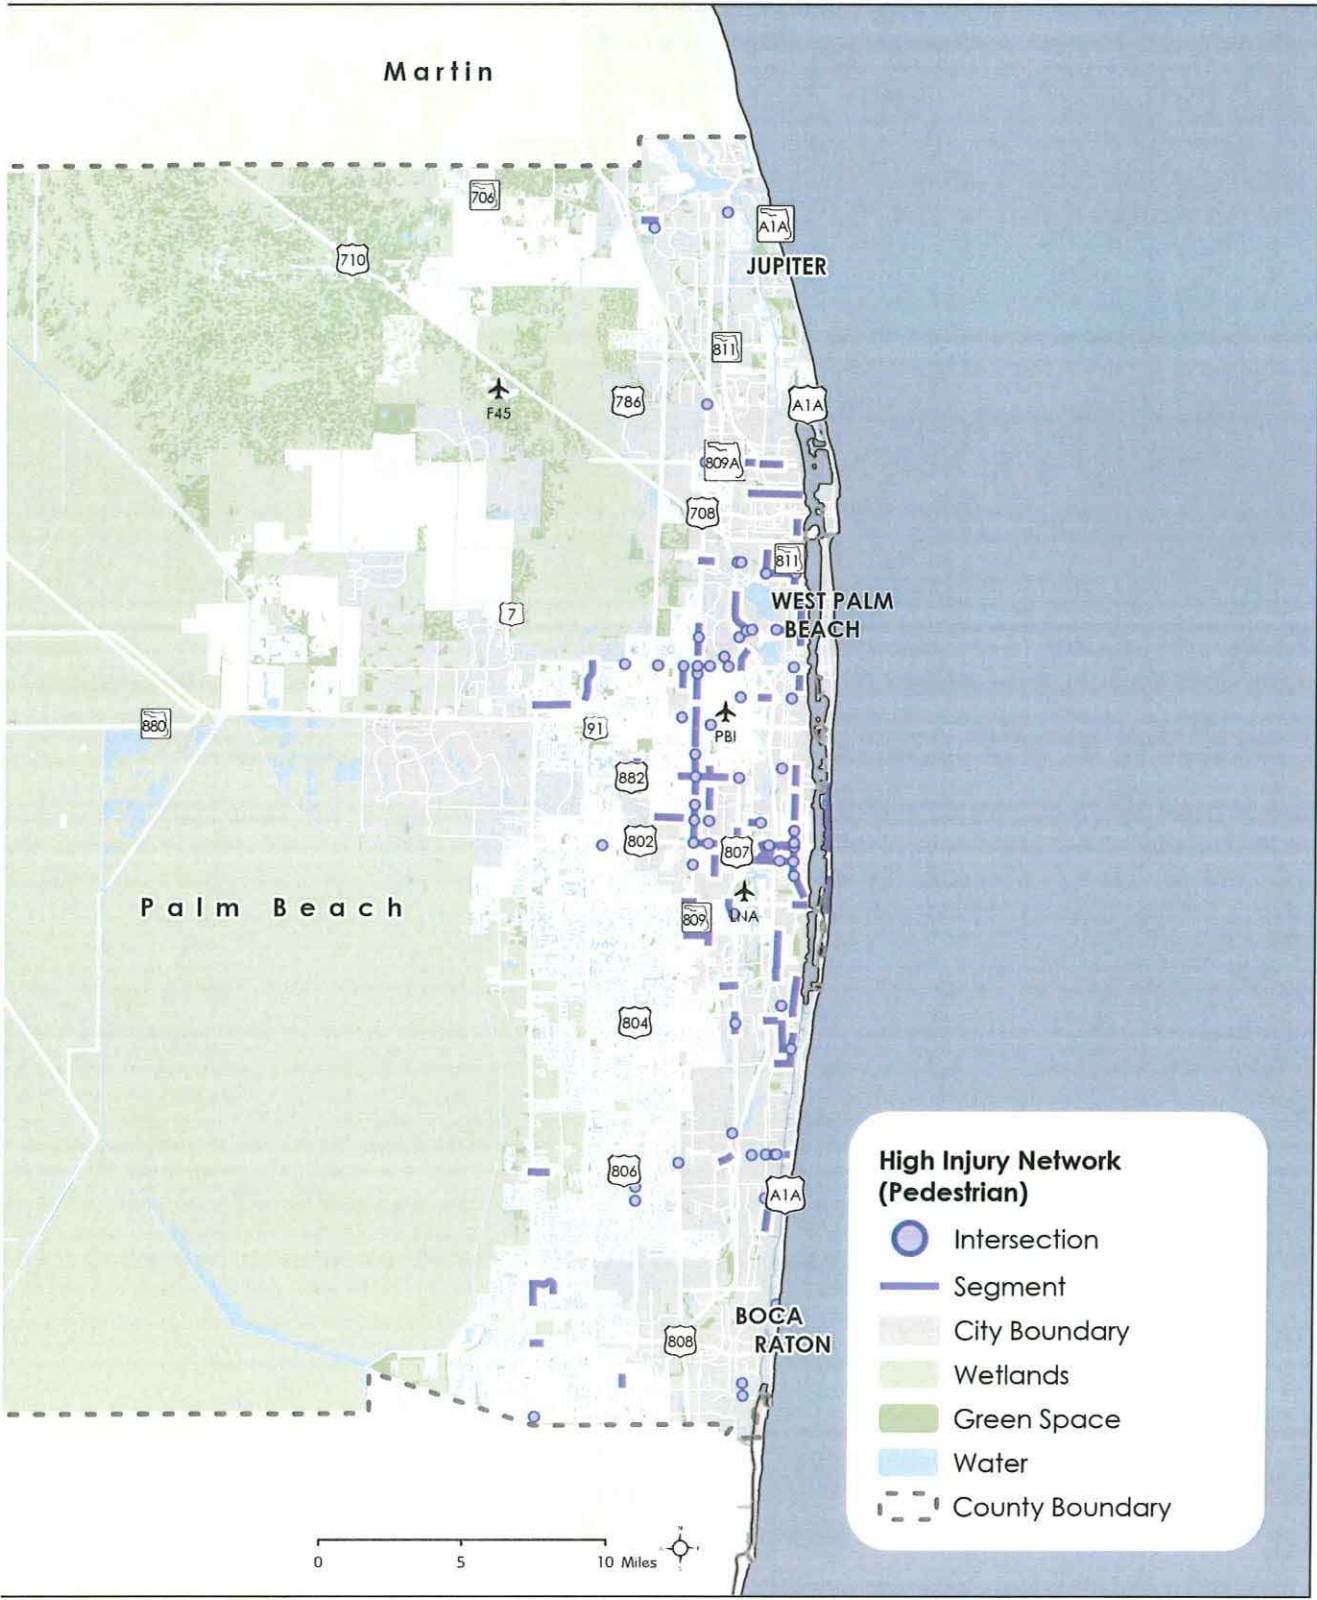 Martin
706
A1A
710
JUPITER
811
F45
786
A1A
809A
708
811
WEST PALM
BEACH
7
880
91
PBI
882
802
807
Palm Beach
809
LNA
804
806
A1A
BOCA
RATON
808
High Injury Network
(Pedestrian)
Intersection
Segment
City Boundary
Wetlands
Green Space
Water
County Boundary
0 5 10 Miles